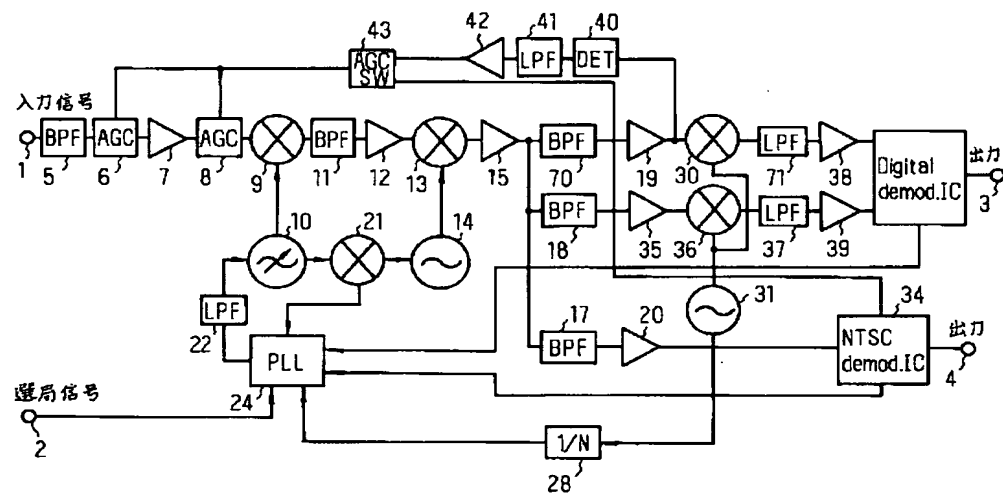 43
42
41
40
AGC
SW
LPF
DET
入力信号
1
BPF
5
AGC
6
7
AGC
8
9
BPF
11
12
13
15
BPF
70
19
30
LPF
71
38
Digital
demod.IC
出力
3
BPF
18
35
36
LPF
37
39
10
21
14
31
LPF
22
PLL
24
17
BPF
20
34
NTSC
demod.IC
出力
4
選局信号
2
1/N
28